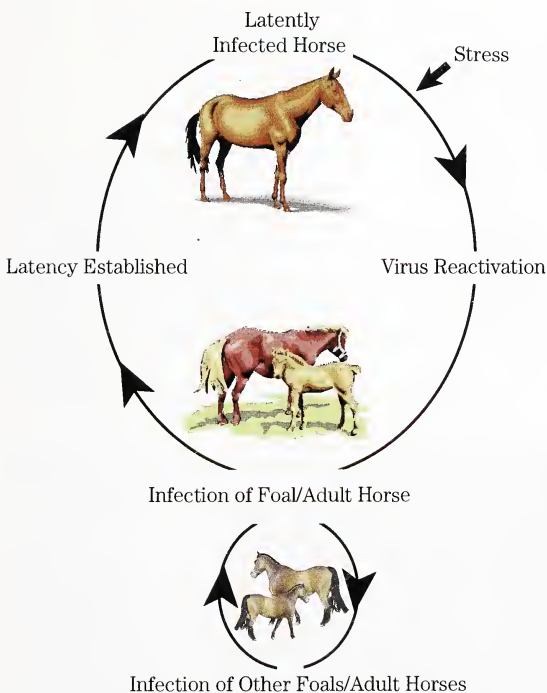 Latently
Infected Horse
Stress
Latency Established
Virus Reactivation
Infection of Foal/Adult Horse
Infection of Other Foals/Adult Horses